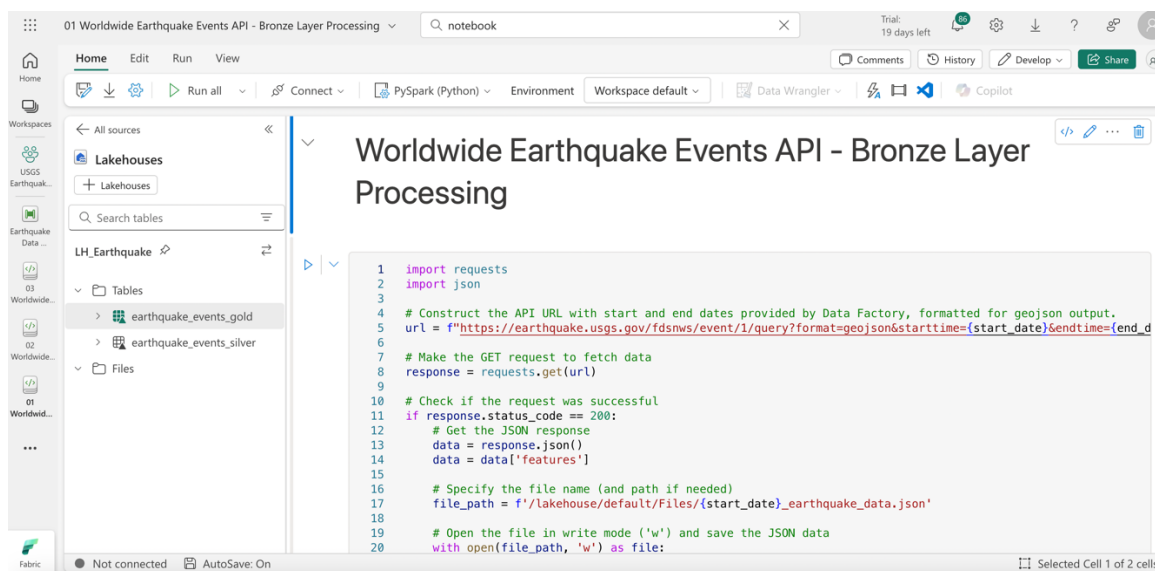 01 Worldwide Earthquake Events API - Bronze Layer Processing
notebook
Trial:
19 days left
86
Home
Edit
Run
View
Comments
History
Develop
Share
Run all
Connect
PySpark (Python)
Environment
Workspace default
Data Wrangler
Copilot
Home
Workspaces
USGS
Earthquak...
Earthquake
Data ...
03
Worldwide...
02
Worldwide...
01
Worldwid...
Fabric
All sources
Lakehouses
Lakehouses
Search tables
LH_Earthquake
Tables
earthquake_events_gold
earthquake_events_silver
Files
Worldwide Earthquake Events API - Bronze Layer
Processing
1 import requests
2 import json
3
4 # Construct the API URL with start and end dates provided by Data Factory, formatted for geojson output.
5 url = f"https://earthquake.usgs.gov/fdsnws/event/1/query?format=geojson&starttime={start_date}&endtime={end_d
6
7 # Make the GET request to fetch data
8 response = requests.get(url)
9
10 # Check if the request was successful
11 if response.status_code == 200:
12     # Get the JSON response
13     data = response.json()
14     data = data['features']
15
16     # Specify the file name (and path if needed)
17     file_path = f'/lakehouse/default/Files/{start_date}_earthquake_data.json'
18
19     # Open the file in write mode ('w') and save the JSON data
20     with open(file_path, 'w') as file:
Not connected
AutoSave: On
Selected Cell 1 of 2 cells